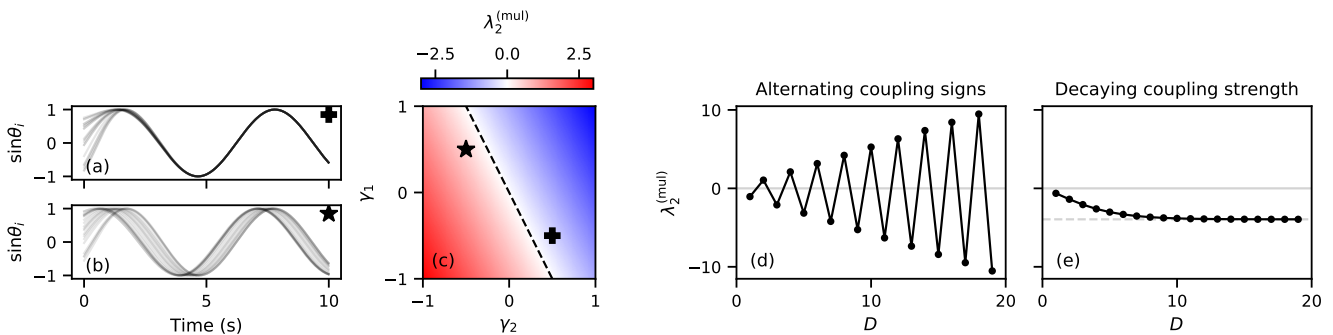 sinθᵢ
1
0
−1
(a)
sinθᵢ
1
0
−1
(b)
0
5
10
Time (s)
λ₂⁽ᵐᵘˡ⁾
−2.5
0.0
2.5
γ₁
1
0
−1
(c)
−1
0
1
γ₂
Alternating coupling signs
λ₂⁽ᵐᵘˡ⁾
10
0
−10
(d)
0
10
20
D
Decaying coupling strength
(e)
0
10
20
D